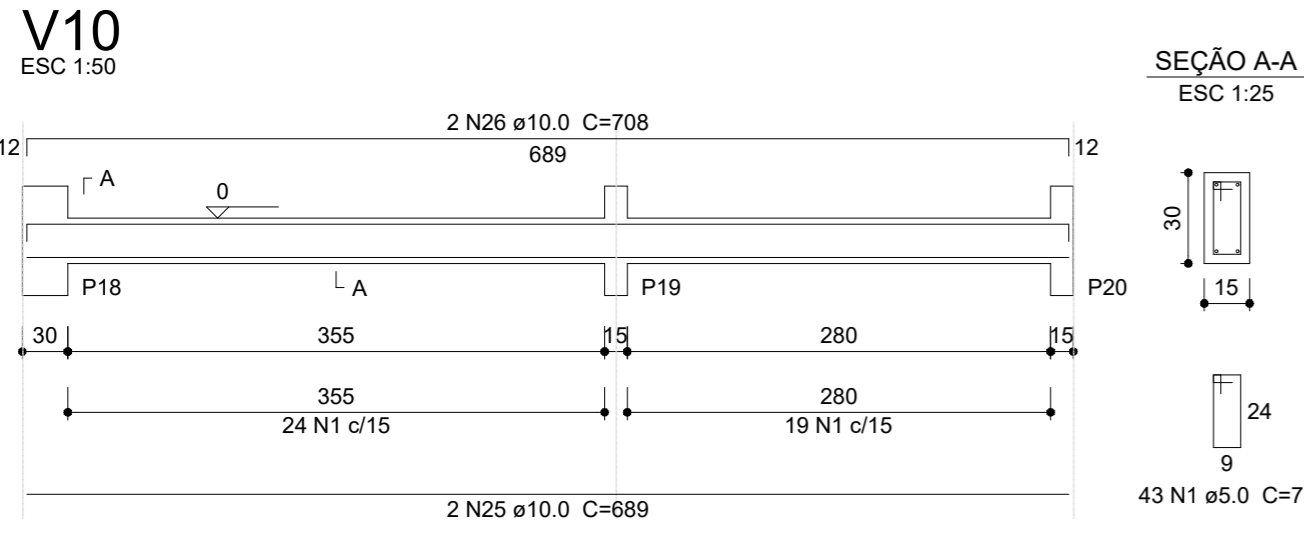 V10
ESC 1:50
SEÇÃO A-A
ESC 1:25
2 N26 ø10.0 C=708
12 689 12
A
0
30
P18 A P19 P20
15
30 355 15 280 15
355 280
24 N1 c/15 19 N1 c/15
24
9
43 N1 ø5.0 C=7
2 N25 ø10.0 C=689